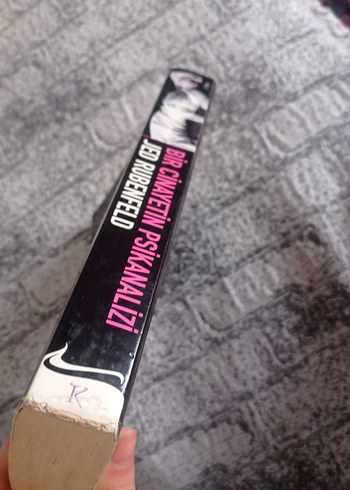 BİR CİNAYETİN PSİKANALİZİ
JED RUBENFELD
R